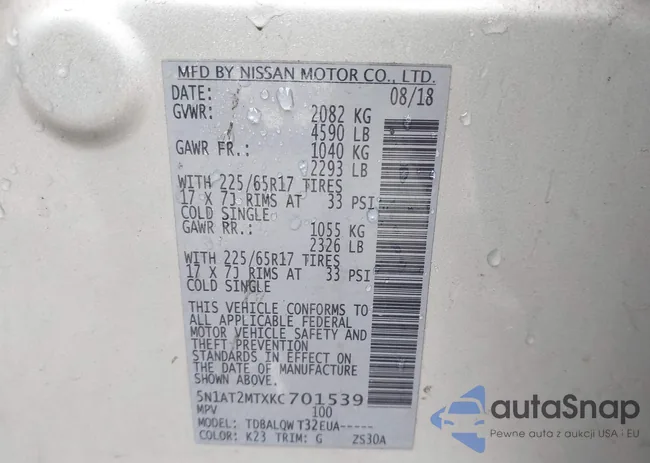 MFD BY NISSAN MOTOR CO., LTD.
DATE: 08/18
GVWR: 2082 KG
4590 LB
GAWR FR.: 1040 KG
2293 LB
WITH 225/65R17 TIRES
17 X 7J RIMS AT 33 PSI
COLD SINGLE
GAWR RR.: 1055 KG
2326 LB
WITH 225/65R17 TIRES
17 X 7J RIMS AT 33 PSI
COLD SINGLE
THIS VEHICLE CONFORMS TO
ALL APPLICABLE FEDERAL
MOTOR VEHICLE SAFETY AND
THEFT PREVENTION
STANDARDS IN EFFECT ON
THE DATE OF MANUFACTURE
SHOWN ABOVE.
5N1AT2MTXKC701539
MPV 100
MODEL: TDBALQW T32EUA-----
COLOR: K23 TRIM: G ZS30A
autoSnap
Pewne auta z aukcji USA · EU